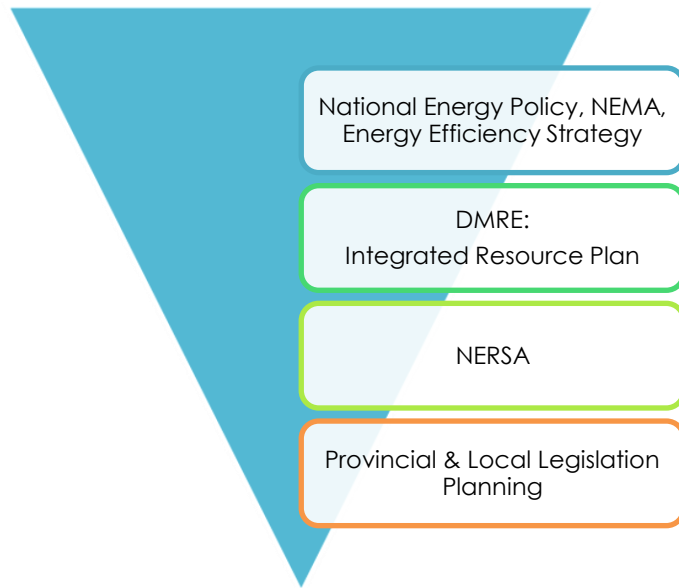 National Energy Policy, NEMA,
Energy Efficiency Strategy
DMRE:
Integrated Resource Plan
NERSA
Provincial & Local Legislation
Planning